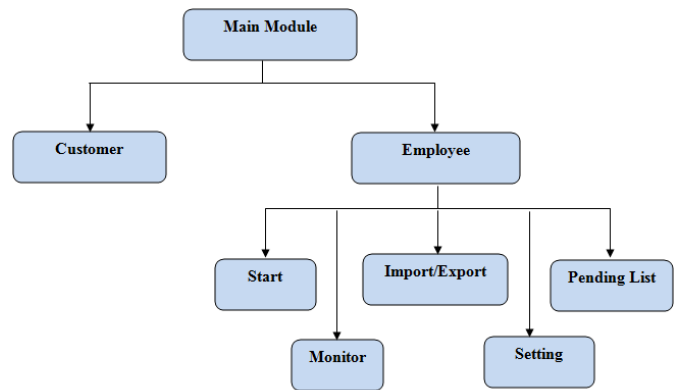 Main Module
Customer
Employee
Start
Import/Export
Pending List
Monitor
Setting